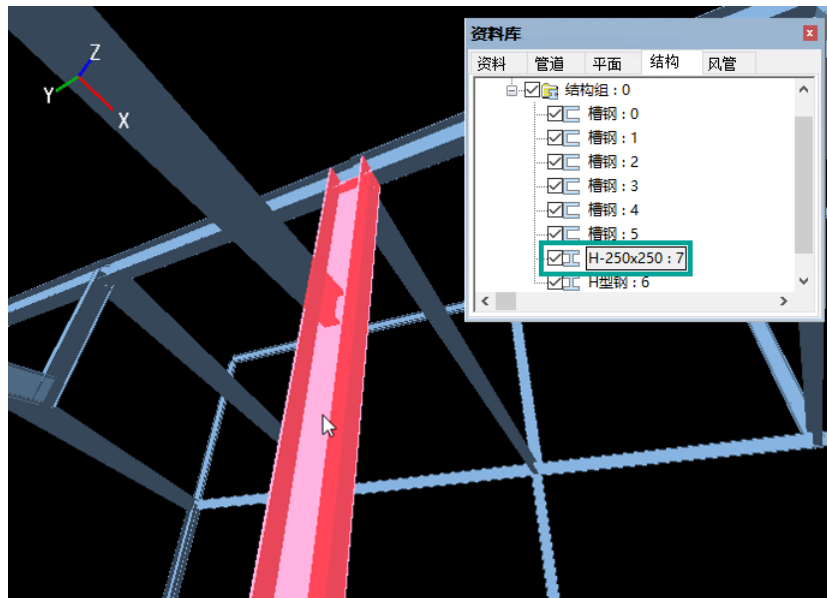 资料库
资料 管道 平面 结构 风管
结构组 : 0
槽钢 : 0
槽钢 : 1
槽钢 : 2
槽钢 : 3
槽钢 : 4
槽钢 : 5
H-250x250 : 7
H型钢 : 6
Z
Y
X